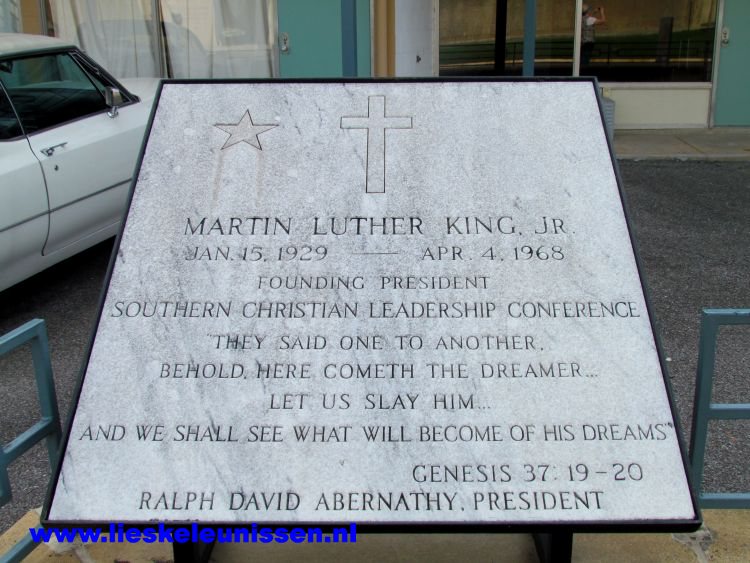 MARTIN LUTHER KING, JR.
JAN. 15, 1929 — APR. 4, 1968
FOUNDING PRESIDENT
SOUTHERN CHRISTIAN LEADERSHIP CONFERENCE
"THEY SAID ONE TO ANOTHER,
BEHOLD, HERE COMETH THE DREAMER...
LET US SLAY HIM...
AND WE SHALL SEE WHAT WILL BECOME OF HIS DREAMS"
GENESIS 37: 19-20
RALPH DAVID ABERNATHY, PRESIDENT
www.lieskeleunissen.nl